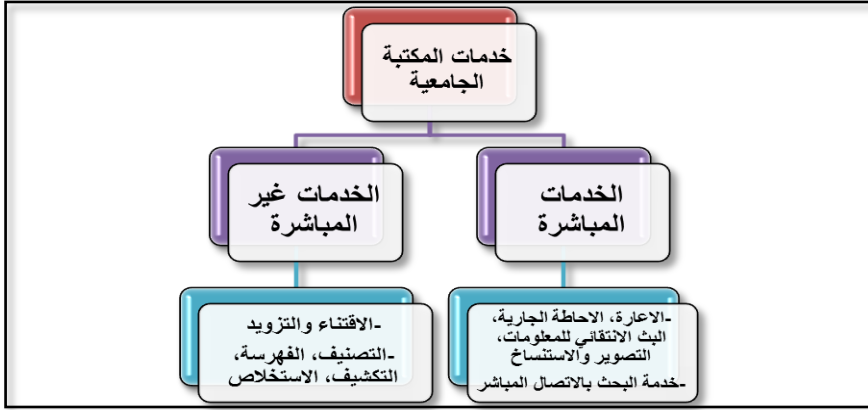 خدمات المكتبة
الجامعية
الخدمات
المباشرة
الخدمات غير
المباشرة
-الاعارة، الاحاطة الجارية،
البث الانتقائي للمعلومات،
التصوير والاستنساخ
-خدمة البحث بالاتصال المباشر
-الاقتناء والتزويد
-التصنيف، الفهرسة،
التكشيف، الاستخلاص